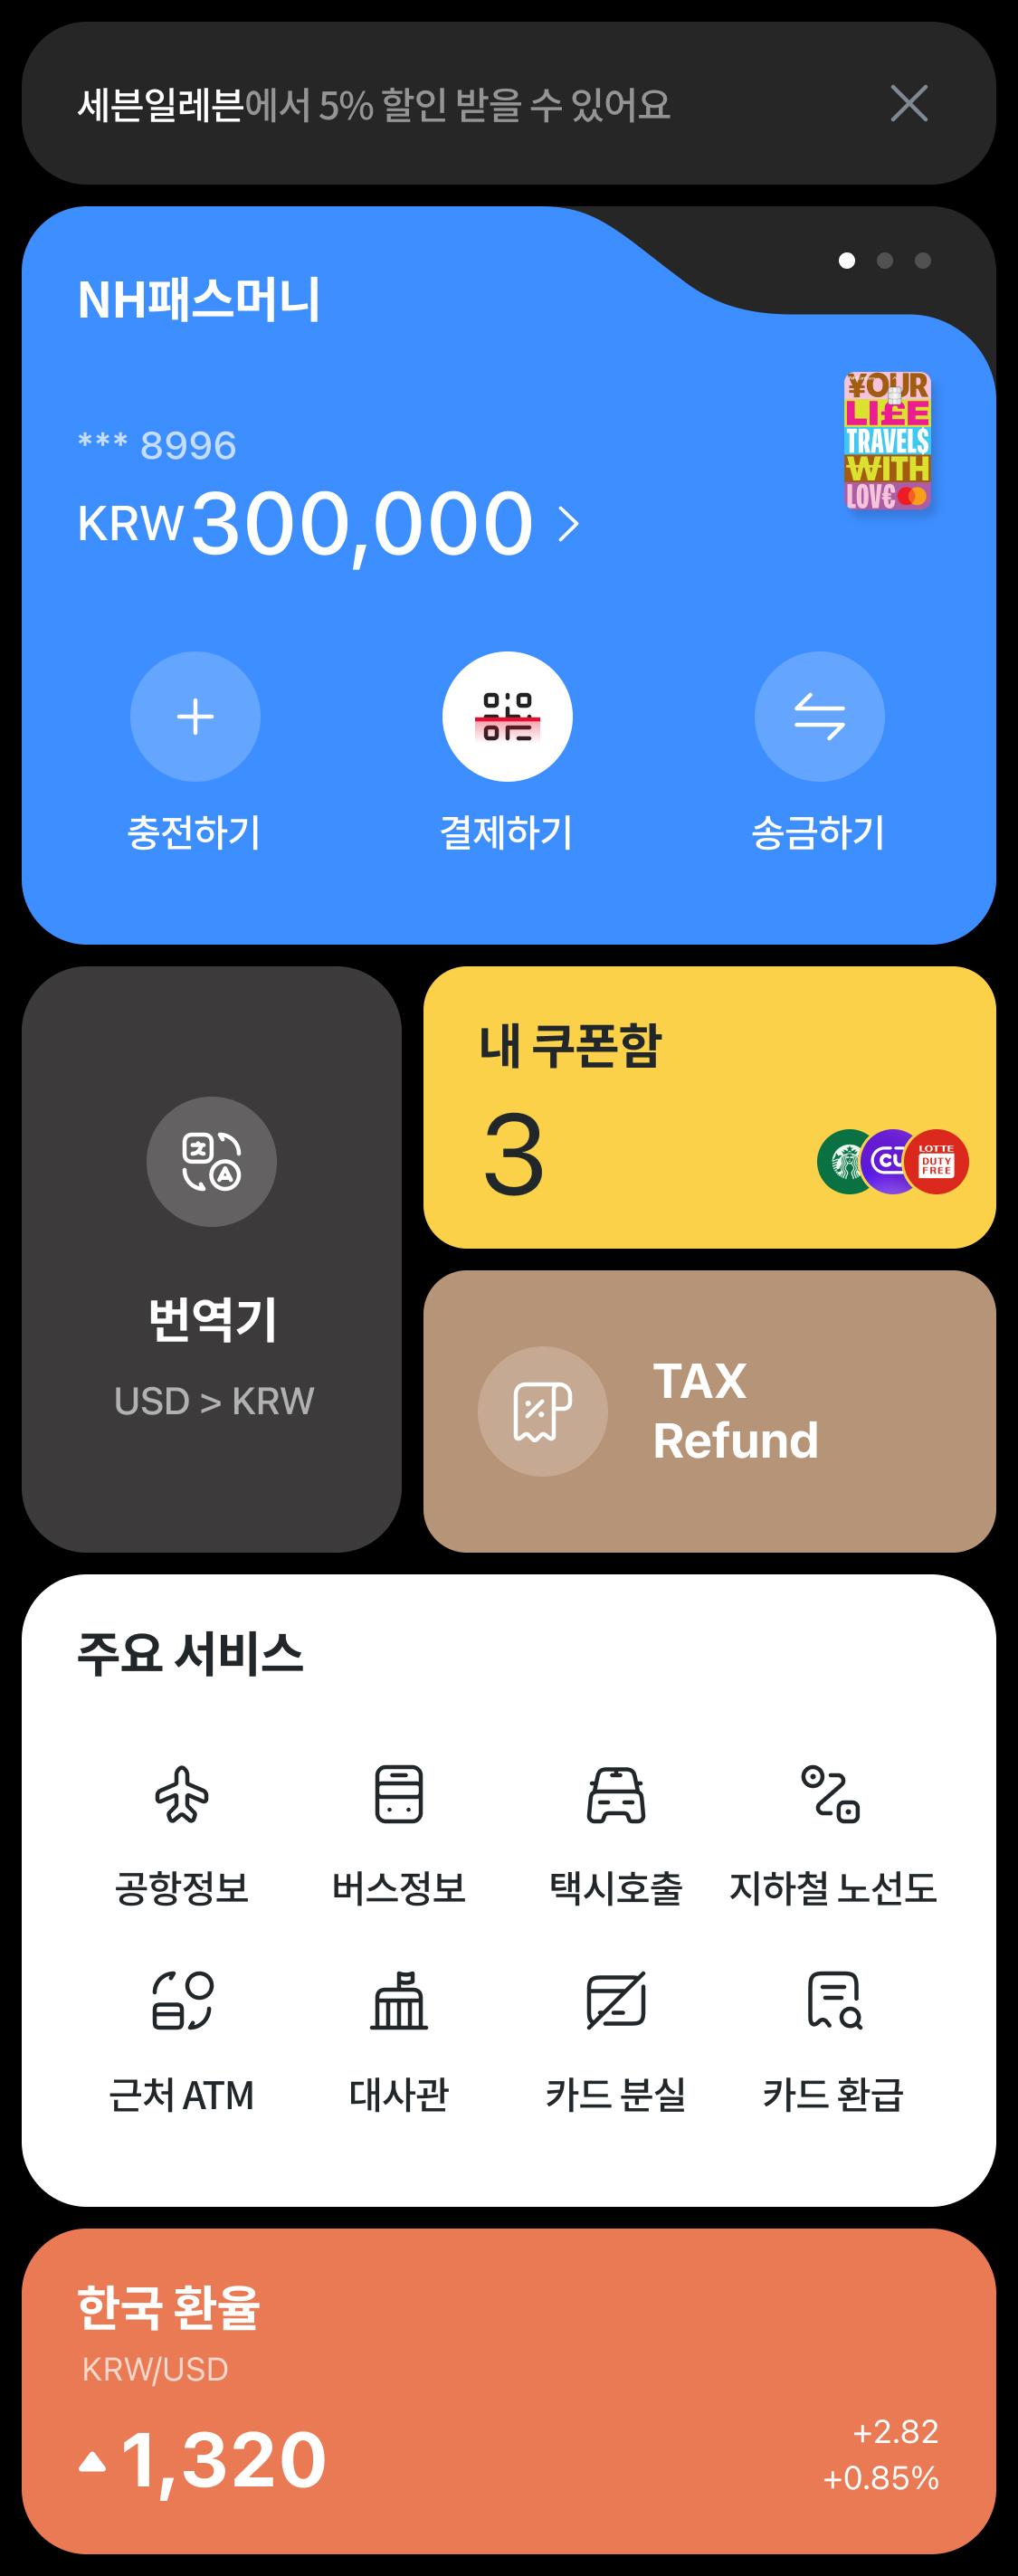 세븐일레븐에서 5% 할인 받을 수 있어요
NH패스머니
¥OUR
LI£E
TRAVEL$
WITH
LOV€
*** 8996
KRW 300,000
충전하기
결제하기
송금하기
내 쿠폰함
3
CU
LOTTE
DUTY
FREE
번역기
USD > KRW
TAX
Refund
주요 서비스
공항정보
버스정보
택시호출
지하철 노선도
근처 ATM
대사관
카드 분실
카드 환급
한국 환율
KRW/USD
1,320
+2.82
+0.85%